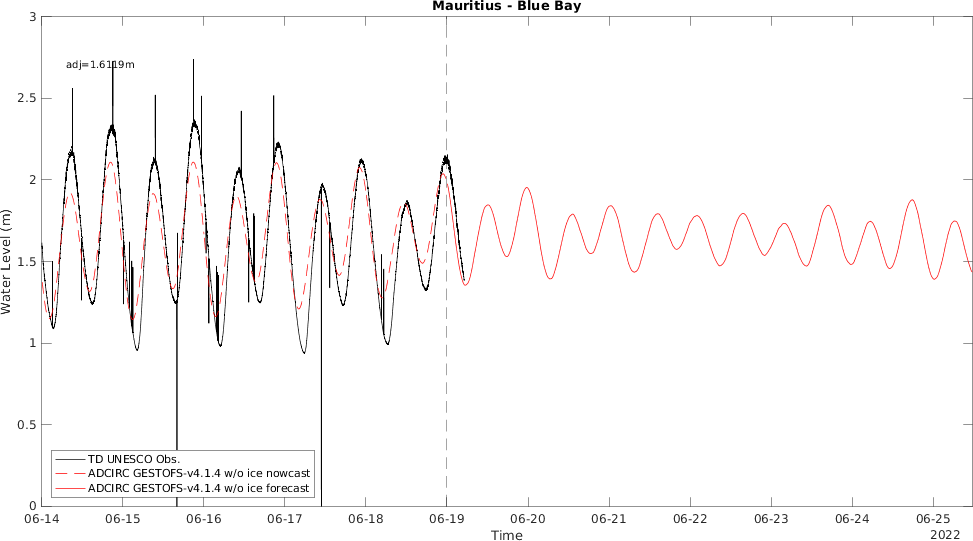 Mauritius - Blue Bay
3
adj=1.6119m
2.5
2
1.5
1
0.5
0
Water Level (m)
TD UNESCO Obs.
ADCIRC GESTOFS-v4.1.4 w/o ice nowcast
ADCIRC GESTOFS-v4.1.4 w/o ice forecast
06-14 06-15 06-16 06-17 06-18 06-19 06-20 06-21 06-22 06-23 06-24 06-25
2022
Time